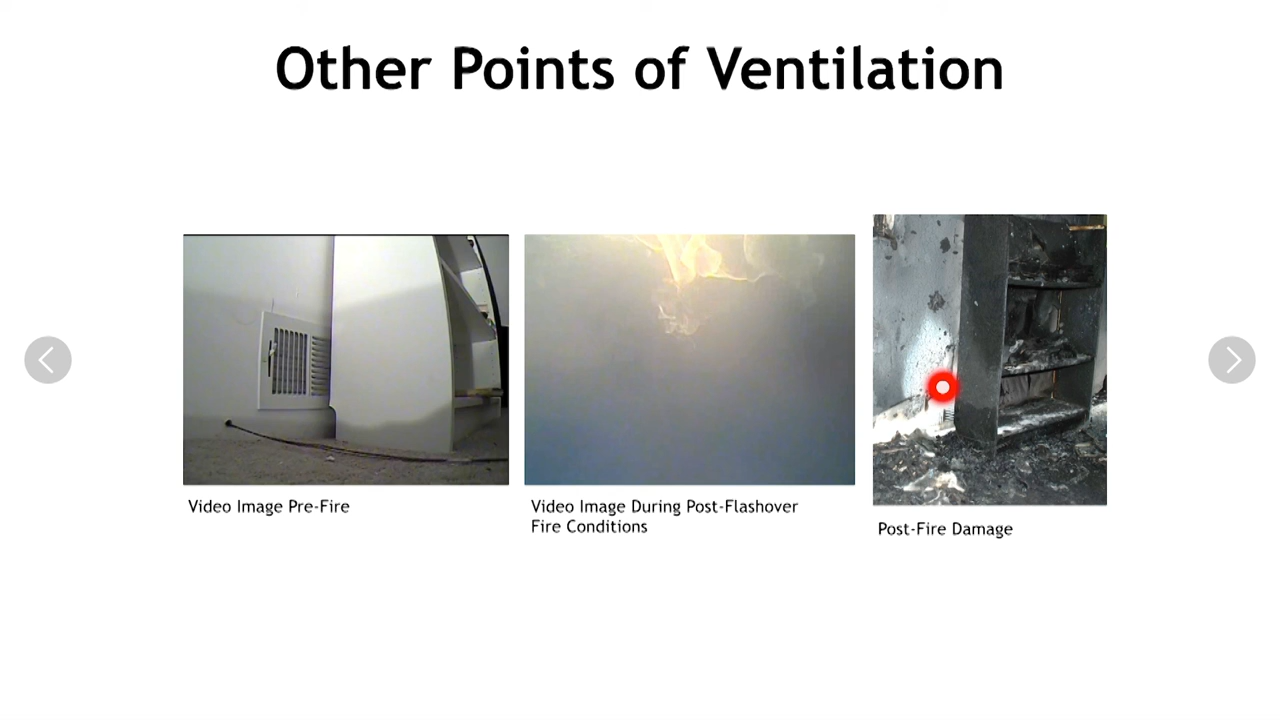 Other Points of Ventilation
Video Image Pre-Fire
Video Image During Post-Flashover
Fire Conditions
Post-Fire Damage